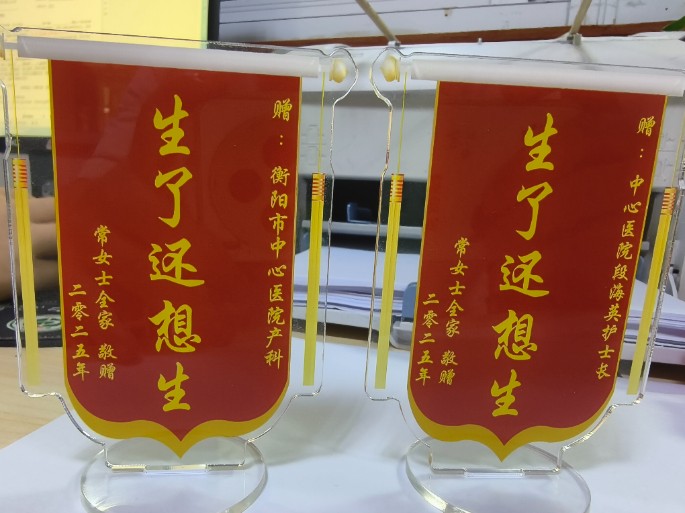 赠：衡阳市中心医院产科
生了还想生
常女士全家 敬赠
二零二五年
赠：中心医院段海英护士长
生了还想生
常女士全家 敬赠
二零二五年